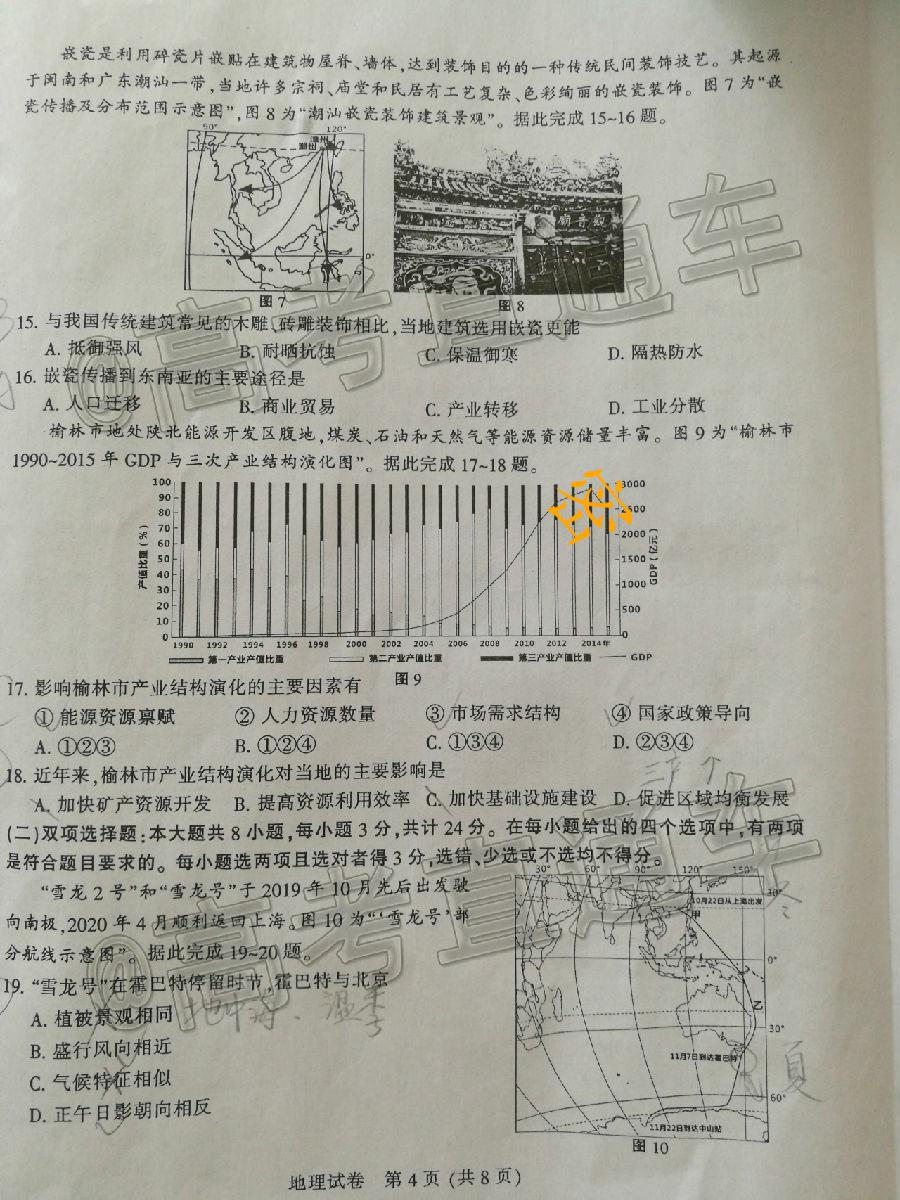 嵌瓷是利用碎瓷片嵌贴在建筑物屋脊、墙体,达到装饰目的的一种传统民间装饰技艺。其起源
于闽南和广东潮汕一带,当地许多宗祠、庙堂和民居有工艺复杂、色彩绚丽的嵌瓷装饰。图7为“嵌
瓷传播及分布范围示意图”,图8为“潮汕嵌瓷装饰建筑景观”。据此完成15~16题。
90° 120°
漳州
潮州
0°
图7 图8
15. 与我国传统建筑常见的木雕、砖雕装饰相比,当地建筑选用嵌瓷更能
A. 抵御强风 B. 耐晒抗蚀 C. 保温御寒 D. 隔热防水
16. 嵌瓷传播到东南亚的主要途径是
A. 人口迁移 B. 商业贸易 C. 产业转移 D. 工业分散
榆林市地处陕北能源开发区腹地,煤炭、石油和天然气等能源资源储量丰富。图9为“榆林市
1990~2015年GDP与三次产业结构演化图”。据此完成17~18题。
产值比重(%)
100
90
80
70
60
50
40
30
20
10
0
3000
2500
2000
1500
1000
500
0
GDP(亿元)
1990 1992 1994 1996 1998 2000 2002 2004 2006 2008 2010 2012 2014年
第一产业产值比重 第二产业产值比重 第三产业产值比重 GDP
图9
17. 影响榆林市产业结构演化的主要因素有
①能源资源禀赋 ②人力资源数量 ③市场需求结构 ④国家政策导向
A. ①②③ B. ①②④ C. ①③④ D. ②③④
18. 近年来,榆林市产业结构演化对当地的主要影响是
A. 加快矿产资源开发 B. 提高资源利用效率 C. 加快基础设施建设 D. 促进区域均衡发展
(二)双项选择题:本大题共8小题,每小题3分,共计24分。在每小题给出的四个选项中,有两项
是符合题目要求的。每小题选两项且选对者得3分,选错、少选或不选均不得分。
“雪龙2号”和“雪龙号”于2019年10月先后出发驶
向南极,2020年4月顺利返回上海。图10为“‘雪龙号’部
分航线示意图”。据此完成19~20题。
30° 60° 90° 120° 150°
30°
10月22日从上海出发
甲
0°
乙
30°
11月7日到达霍巴特
60°
11月22日到达中山站
图10
冬
夏
19. “雪龙号”在霍巴特停留时节,霍巴特与北京
A. 植被景观相同
B. 盛行风向相近
C. 气候特征相似
D. 正午日影朝向相反
地理试卷 第4页(共8页)
@高考直通车
@高考直通车